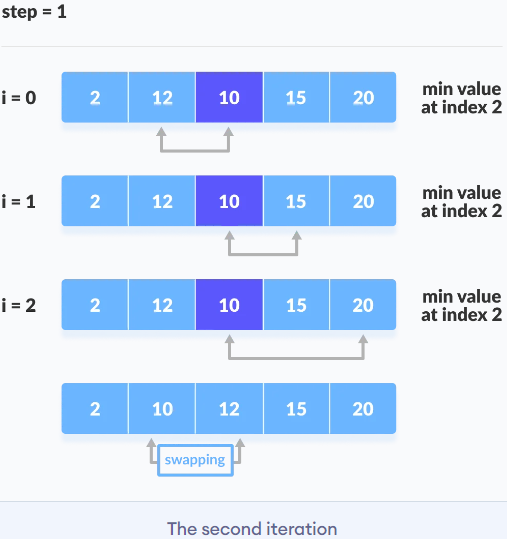 step = 1
i = 0 2 12 10 15 20 min value
at index 2
i = 1 2 12 10 15 20 min value
at index 2
i = 2 2 12 10 15 20 min value
at index 2
2 10 12 15 20
swapping
The second iteration